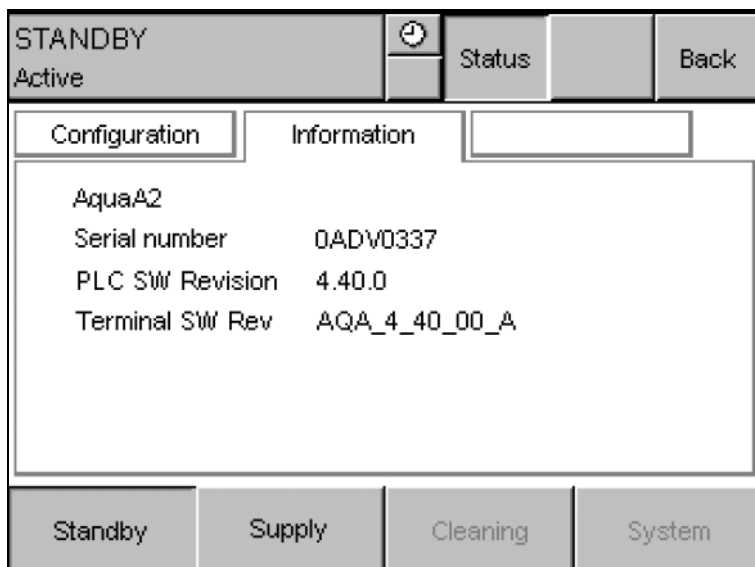 STANDBY
Active
Status
Back
Configuration
Information
AquaA2
Serial number 0ADV0337
PLC SW Revision 4.40.0
Terminal SW Rev AQA_4_40_00_A
Standby Supply Cleaning System